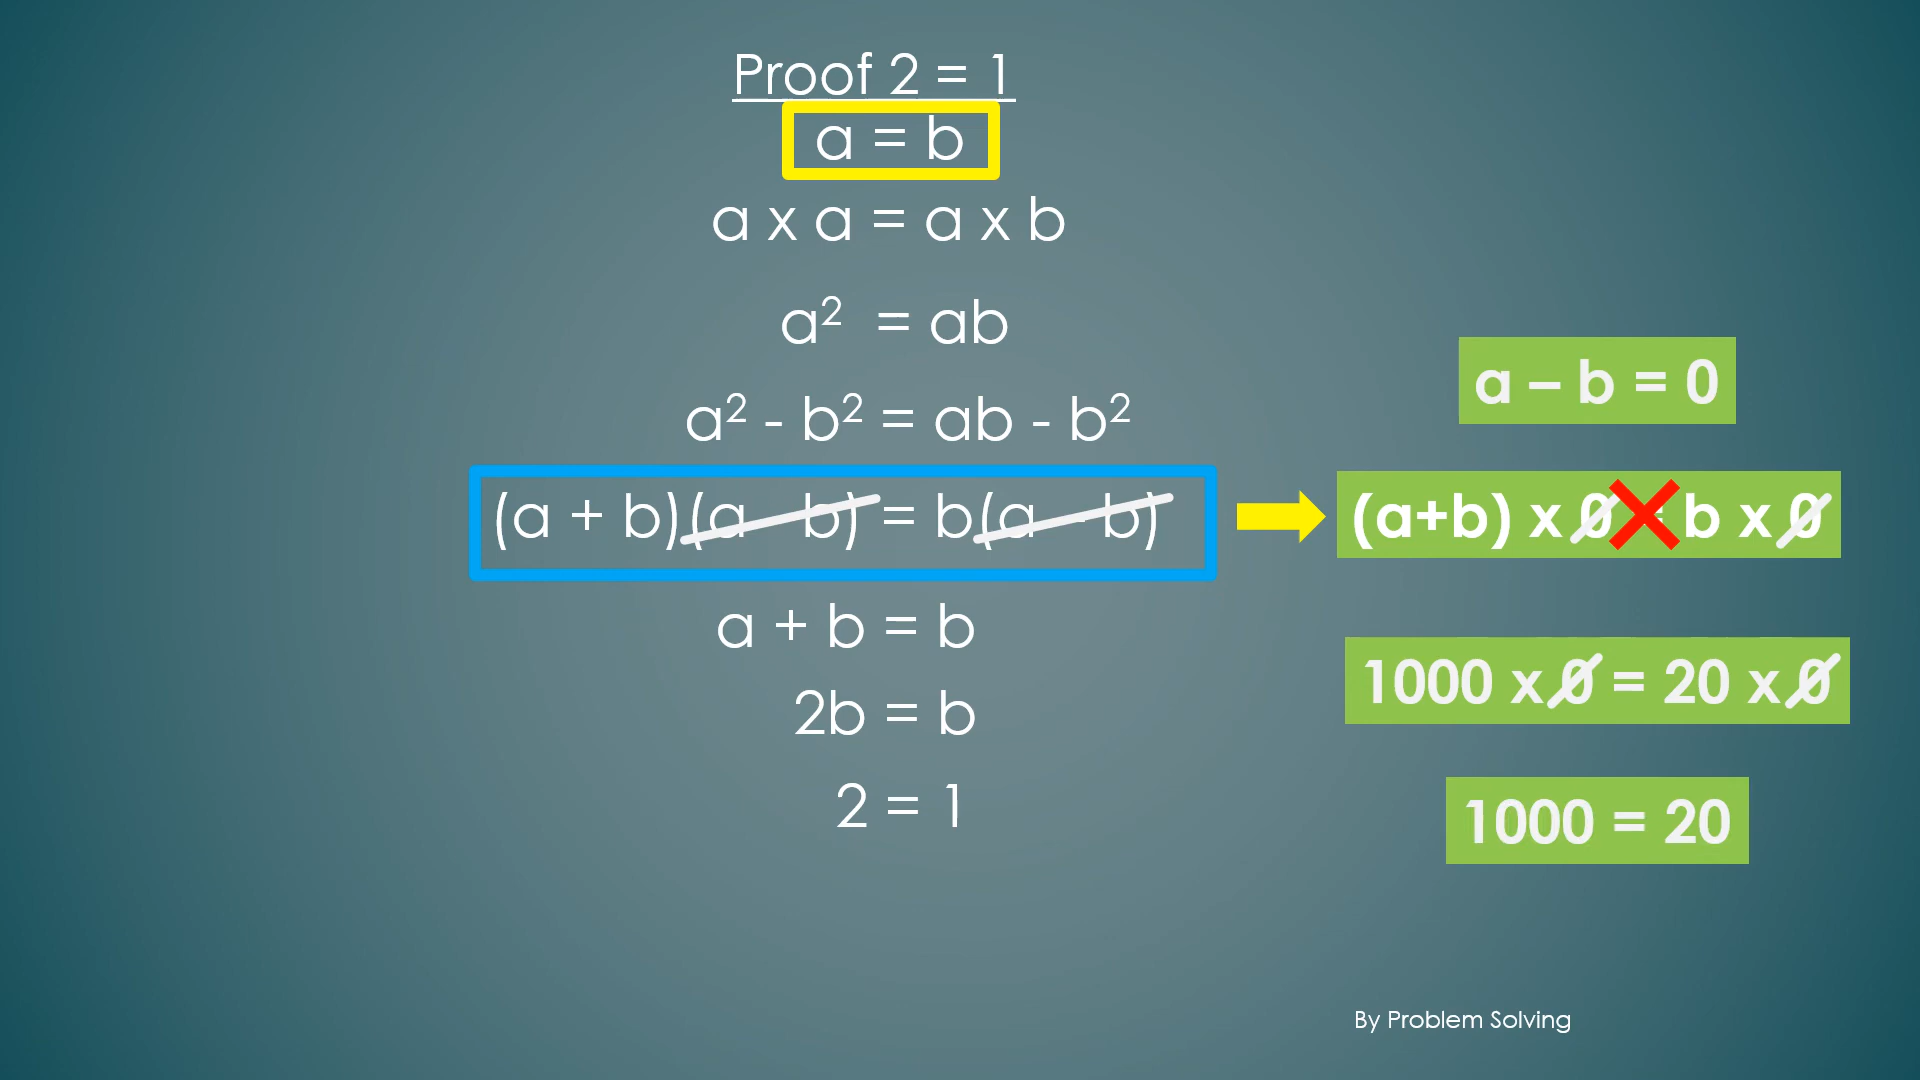 Proof 2 = 1
a = b
a x a = a x b
a² = ab
a² - b² = ab - b²
(a + b)(a - b) = b(a - b)
a + b = b
2b = b
2 = 1
a – b = 0
(a+b) x 0 = b x 0
1000 x 0 = 20 x 0
1000 = 20
By Problem Solving